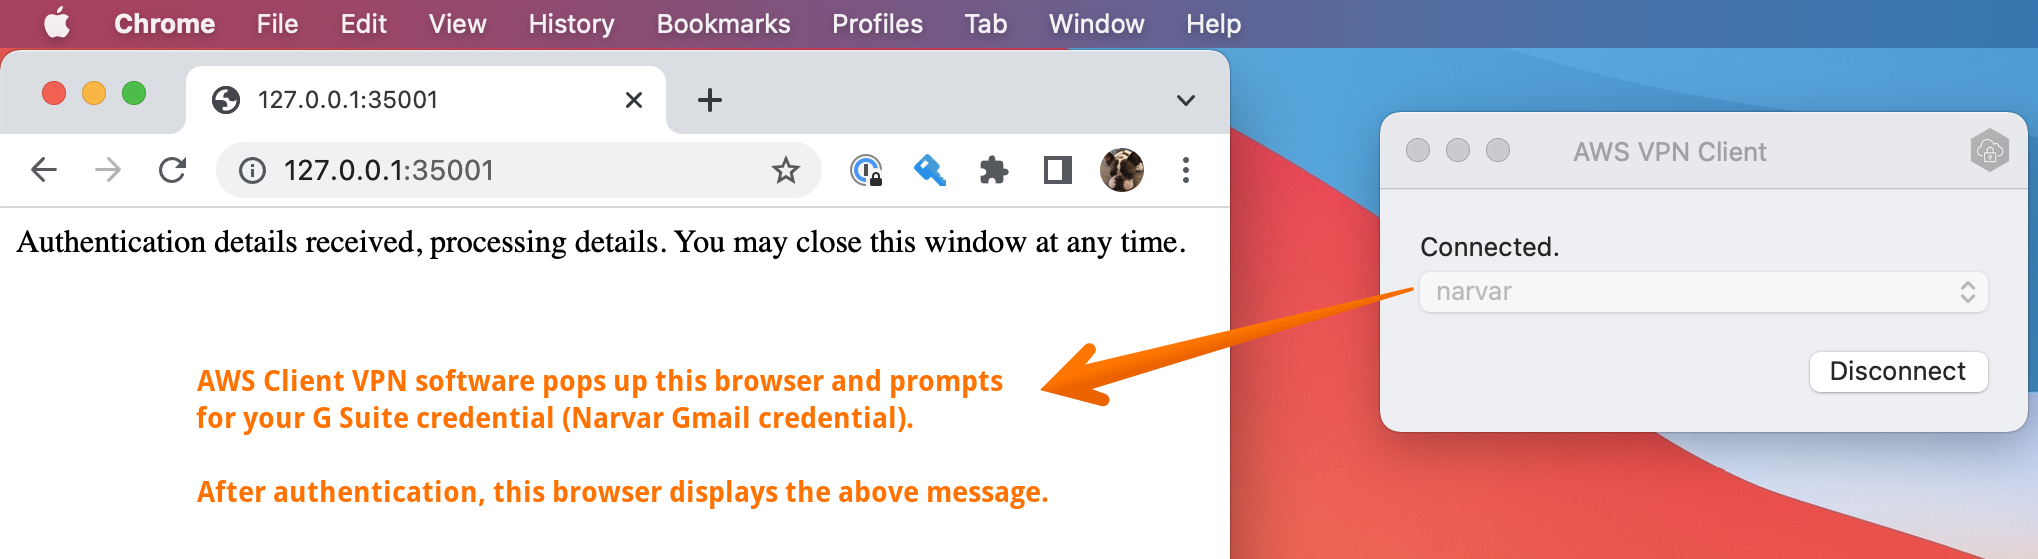 Chrome File Edit View History Bookmarks Profiles Tab Window Help
127.0.0.1:35001
127.0.0.1:35001
Authentication details received, processing details. You may close this window at any time.
AWS Client VPN software pops up this browser and prompts
for your G Suite credential (Narvar Gmail credential).
After authentication, this browser displays the above message.
AWS VPN Client
Connected.
narvar
Disconnect